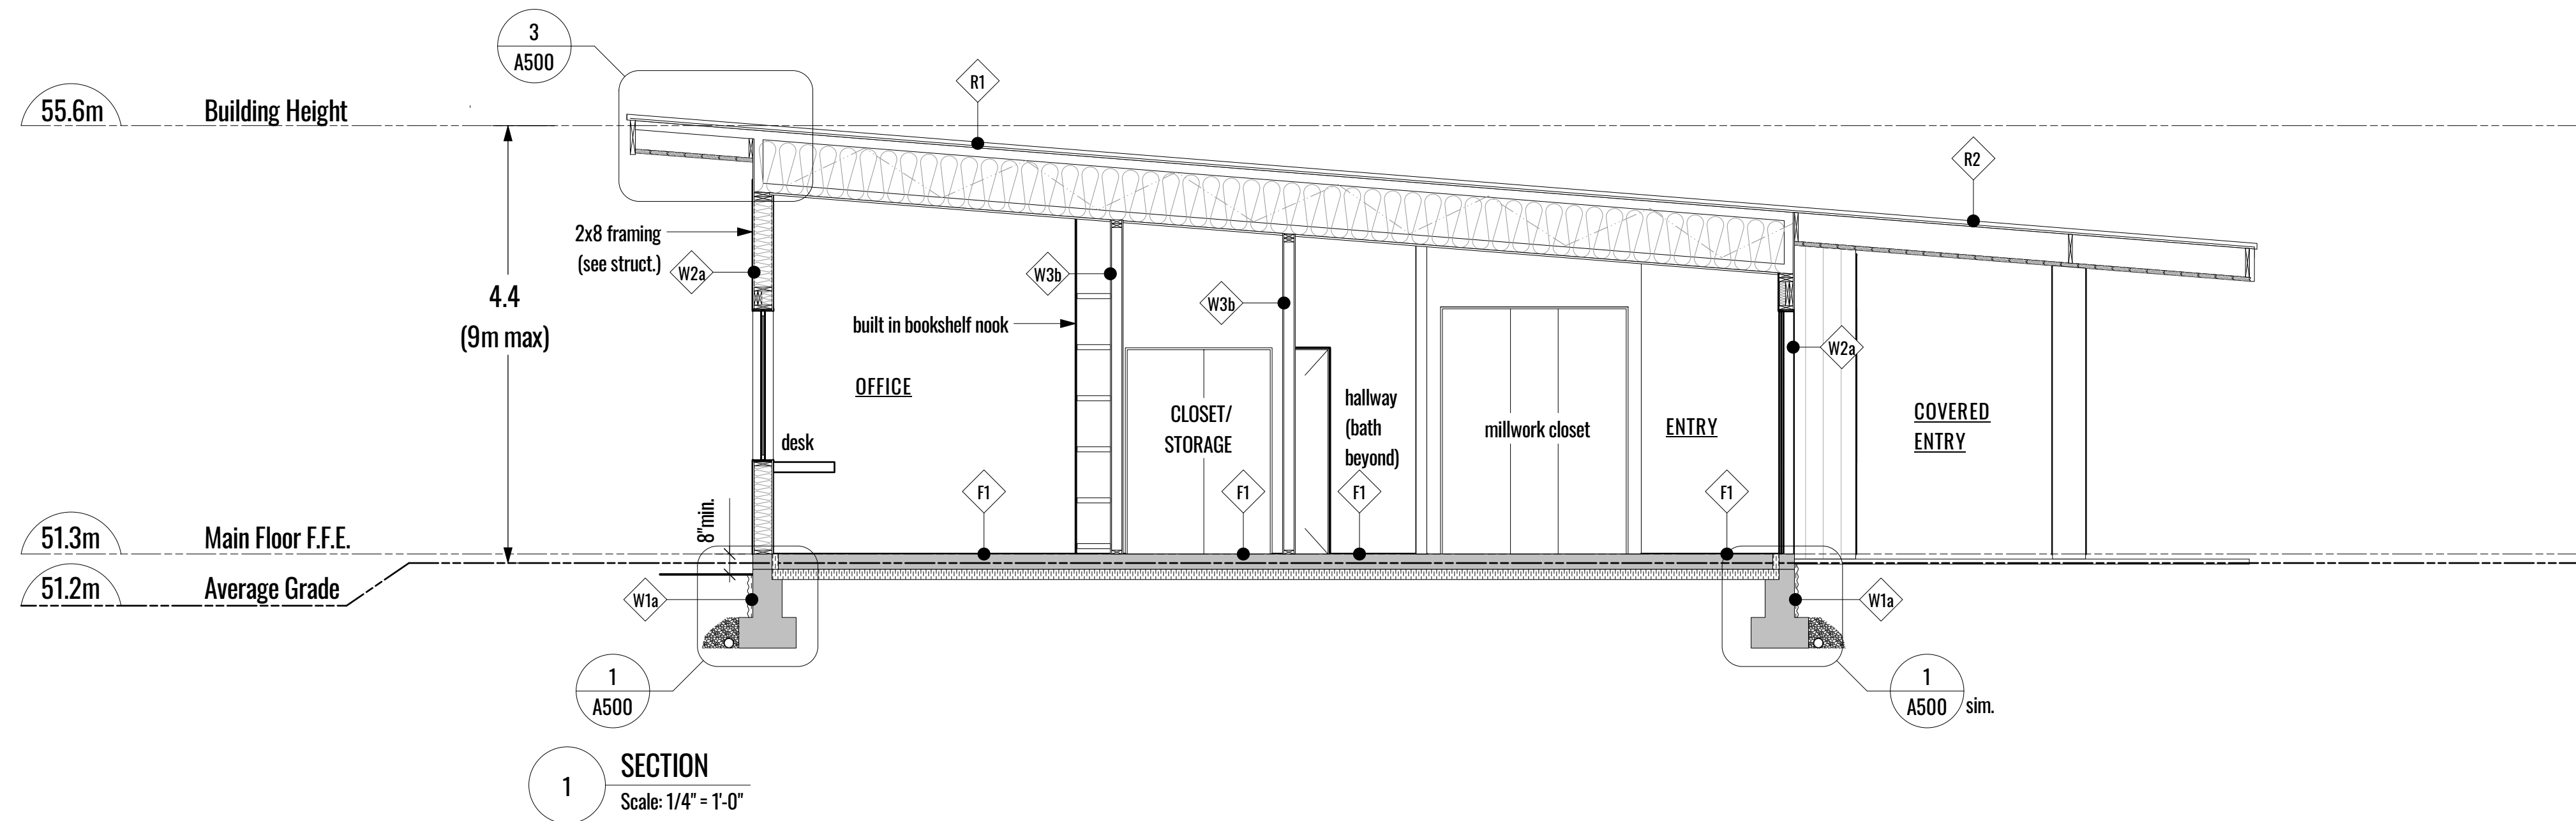 3
A500
R1
55.6m
Building Height
R2
2x8 framing
(see struct.)
W2a
W3b
W3b
4.4
(9m max)
built in bookshelf nook
W2a
OFFICE
CLOSET/
STORAGE
hallway
(bath
beyond)
millwork closet
ENTRY
COVERED
ENTRY
desk
F1
F1
F1
F1
8"min.
51.3m
Main Floor F.F.E.
51.2m
Average Grade
W1a
W1a
1
A500
1
A500
sim.
1
SECTION
Scale: 1/4" = 1'-0"